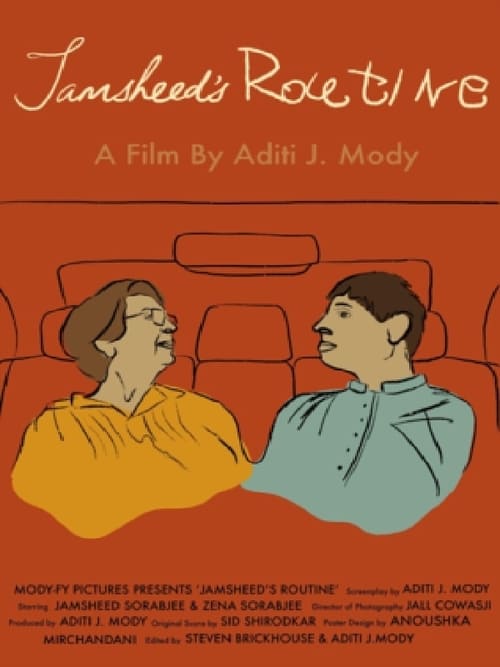 Jamsheed's RouTINe
A Film By Aditi J. Mody
MODY-FY PICTURES PRESENTS 'JAMSHEED'S ROUTINE' Screenplay by ADITI J. MODY
Starring JAMSHEED SORABJEE & ZENA SORABJEE Director of Photography JALL COWASJI
Produced by ADITI J. MODY Original Score by SID SHIRODKAR Poster Design by ANOUSHKA
MIRCHANDANI Edited by STEVEN BRICKHOUSE & ADITI J.MODY